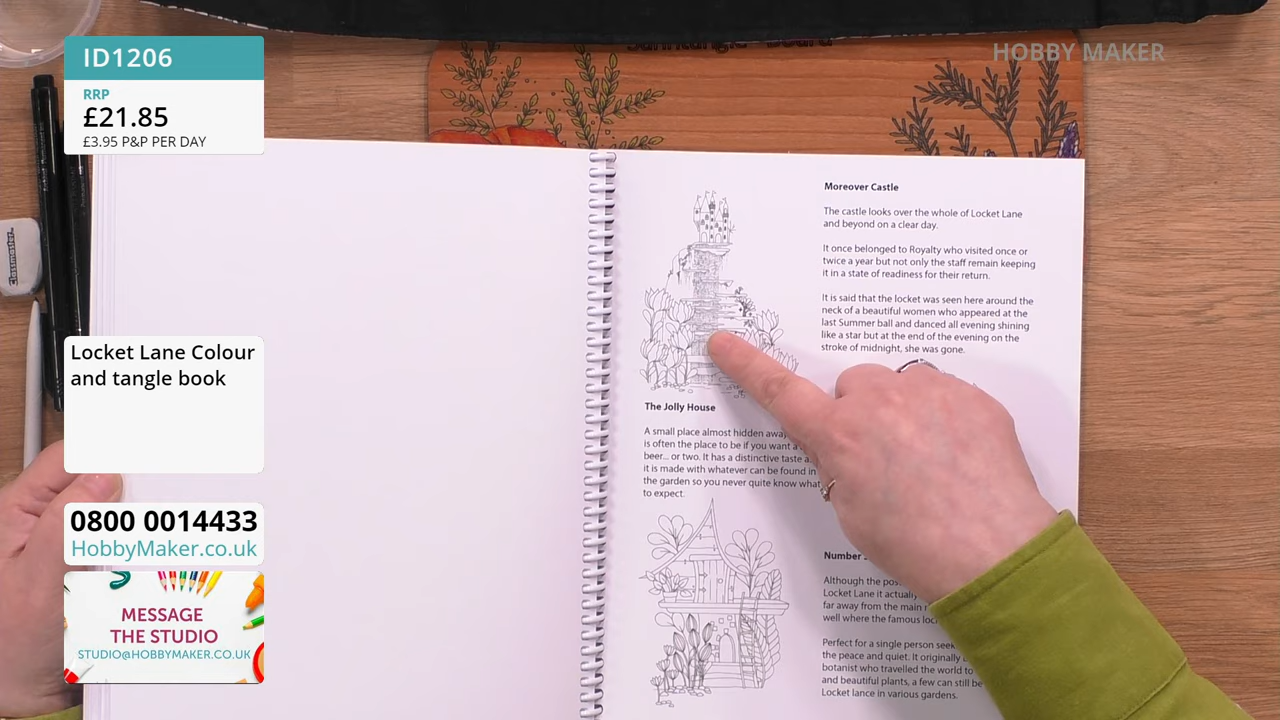 ID1206
RRP
£21.85
£3.95 P&P PER DAY
Locket Lane Colour
and tangle book
0800 0014433
HobbyMaker.co.uk
MESSAGE
THE STUDIO
STUDIO@HOBBYMAKER.CO.UK
HOBBY MAKER
Classmaster
Moreover Castle
The castle looks over the whole of Locket Lane
and beyond on a clear day.
It once belonged to Royalty who visited once or
twice a year but not only the staff remain keeping
it in a state of readiness for their return.
It is said that the locket was seen here around the
neck of a beautiful women who appeared at the
last Summer ball and danced all evening shining
like a star but at the end of the evening on the
stroke of midnight, she was gone.
The Jolly House
A small place almost hidden
is often the place to be if you want
beer... or two. It has a distinctive taste
it is made with whatever can be found in
the garden so you never quite know what
to expect.
Number
Although the
Locket Lane it actually
far away from the main
well where the famous
Perfect for a single person
the peace and quiet. It originally
botanist who travelled the world to
and beautiful plants, a few can still be
Locket lance in various gardens.